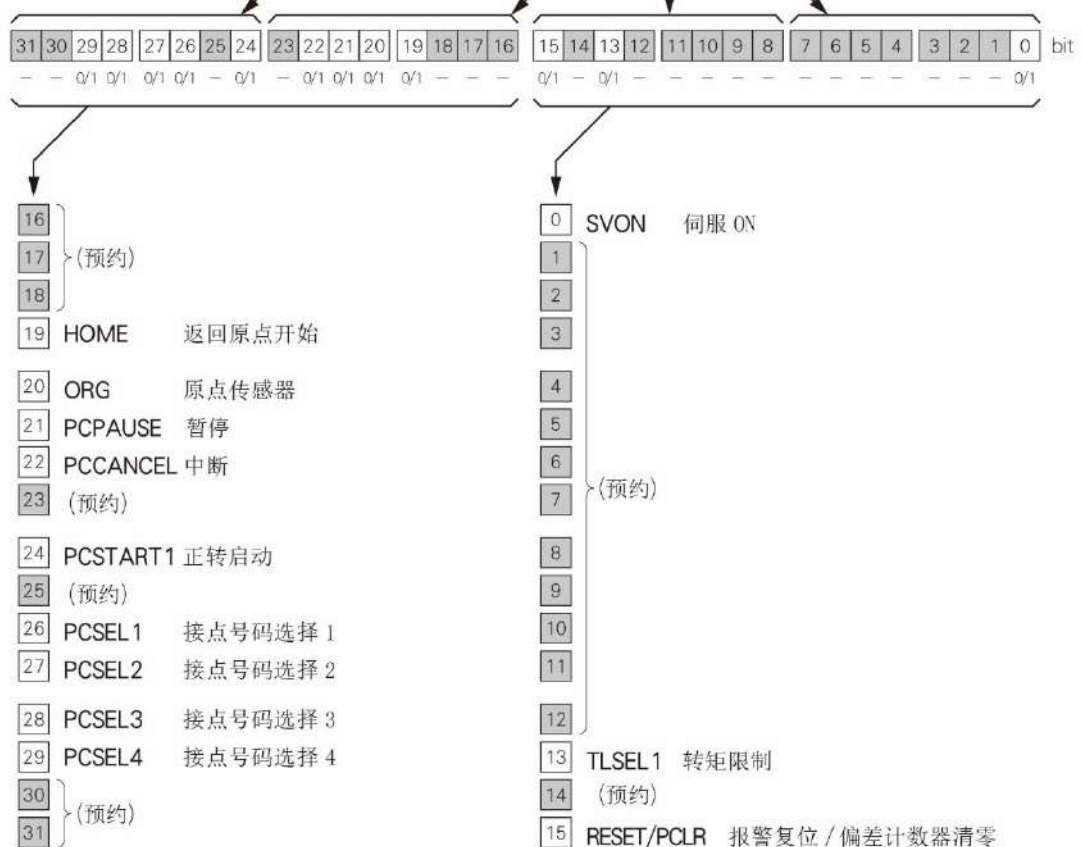 31 30 29 28 27 26 25 24 23 22 21 20 19 18 17 16 15 14 13 12 11 10 9 8 7 6 5 4 3 2 1 0 bit
－ － 0/1 0/1 0/1 0/1 － 0/1 － 0/1 0/1 0/1 0/1 － － － 0/1 － 0/1 － － － － － － － － － － － － 0/1
16
17 (预约)
18
19 HOME 返回原点开始
20 ORG 原点传感器
21 PCPAUSE 暂停
22 PCCANCEL 中断
23 (预约)
24 PCSTART1 正转启动
25 (预约)
26 PCSEL1 接点号码选择 1
27 PCSEL2 接点号码选择 2
28 PCSEL3 接点号码选择 3
29 PCSEL4 接点号码选择 4
30
(预约)
31
0 SVON 伺服 ON
1
2
3
4
5
6
(预约)
7
8
9
10
11
12
13 TLSEL1 转矩限制
14 (预约)
15 RESET/PCLR 报警复位 / 偏差计数器清零